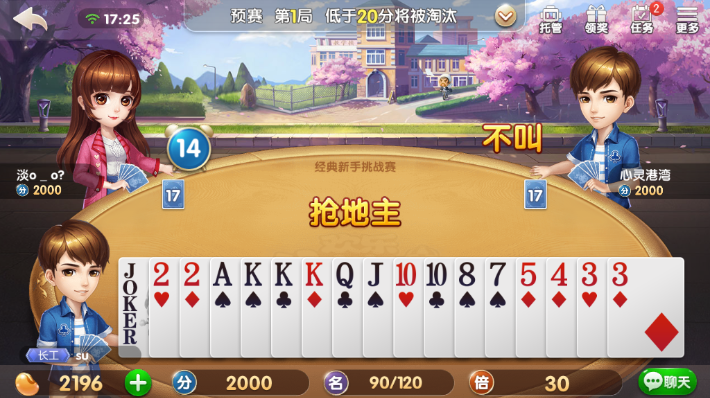 17:25
预赛 第1局 低于20分将被淘汰
托管
领奖
任务
2
更多
14
不叫
淡o _ o?
分 2000
17
经典新手挑战赛
17
心灵港湾
分 2000
抢地主
JOKER 2 2 A K K K Q J 10 10 8 7 5 4 3 3
长工 su
2196
分 2000
名 90/120
倍 30
聊天